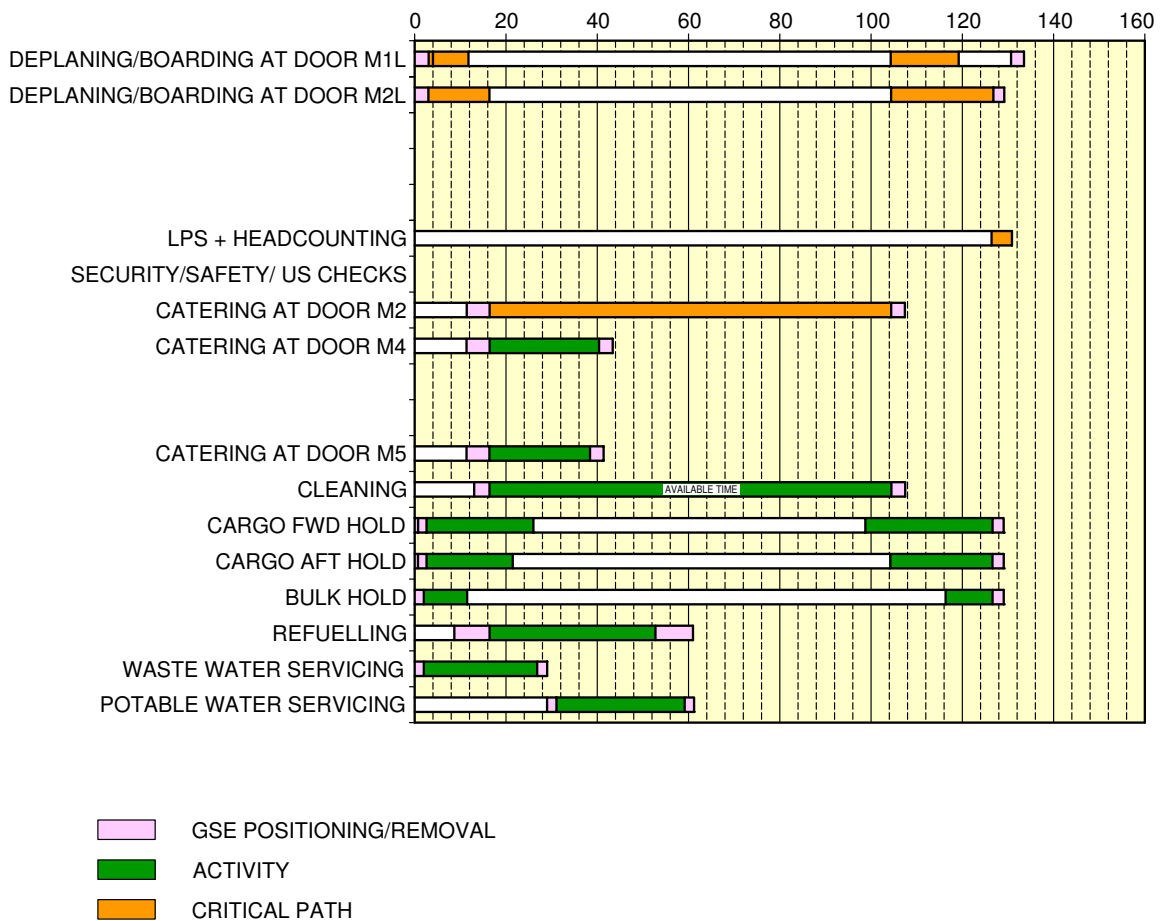 0 20 40 60 80 100 120 140 160
DEPLANING/BOARDING AT DOOR M1L
DEPLANING/BOARDING AT DOOR M2L
LPS + HEADCOUNTING
SECURITY/SAFETY/ US CHECKS
CATERING AT DOOR M2
CATERING AT DOOR M4
CATERING AT DOOR M5
CLEANING
AVAILABLE TIME
CARGO FWD HOLD
CARGO AFT HOLD
BULK HOLD
REFUELLING
WASTE WATER SERVICING
POTABLE WATER SERVICING
GSE POSITIONING/REMOVAL
ACTIVITY
CRITICAL PATH